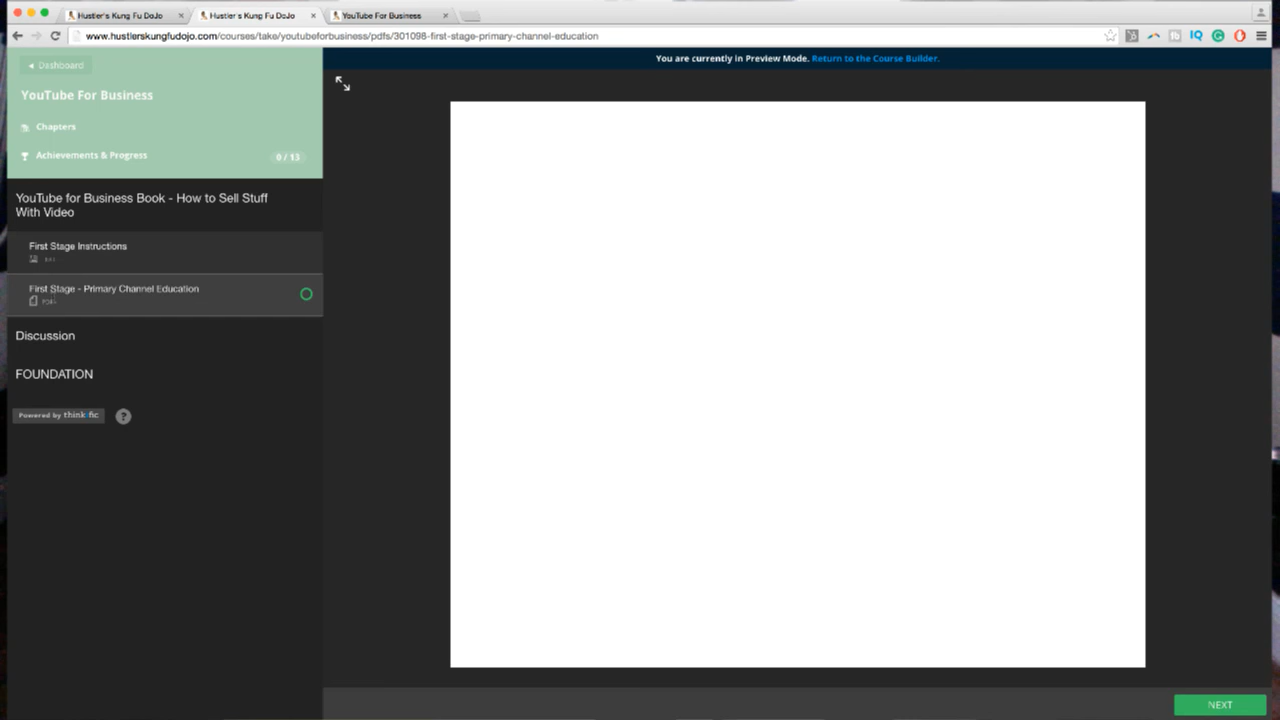 Hustler's Kung Fu DoJo
Hustler's Kung Fu DoJo
YouTube For Business
www.hustlerskungfudojo.com/courses/take/youtubeforbusiness/pdfs/301098-first-stage-primary-channel-education
IQ
You are currently in Preview Mode. Return to the Course Builder.
◄ Dashboard
YouTube For Business
Chapters
Achievements & Progress
0 / 13
YouTube for Business Book - How to Sell Stuff
With Video
First Stage Instructions
First Stage - Primary Channel Education
Discussion
FOUNDATION
Powered by thinkific
?
NEXT